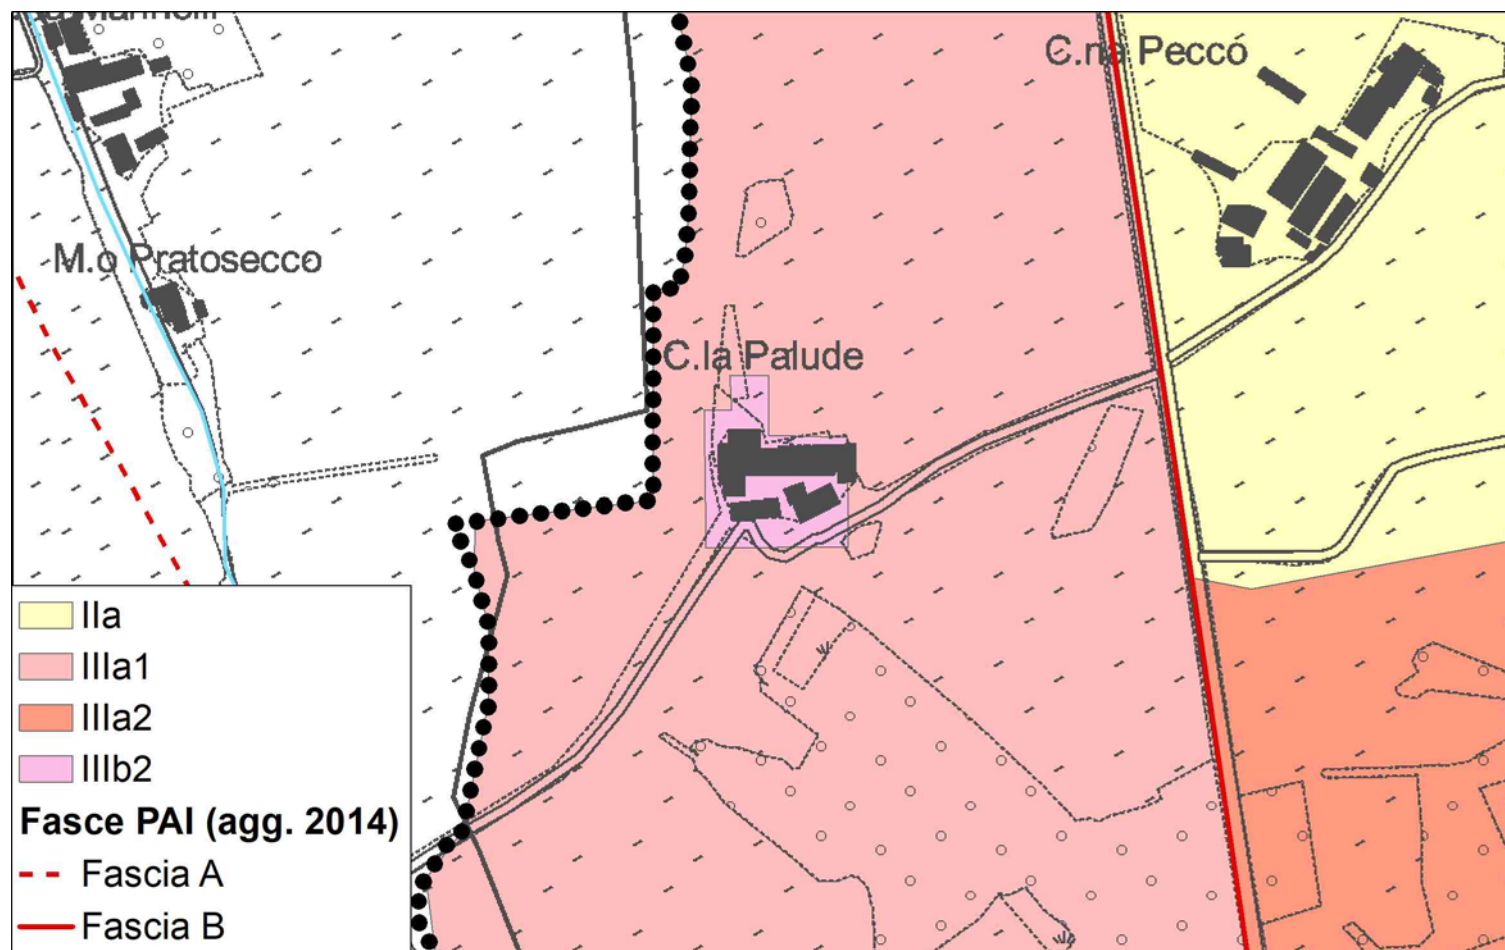 C.na Pecco
M.o Pratosecco
C.la Palude
IIa
IIIa1
IIIa2
IIIb2
Fasce PAI (agg. 2014)
Fascia A
Fascia B